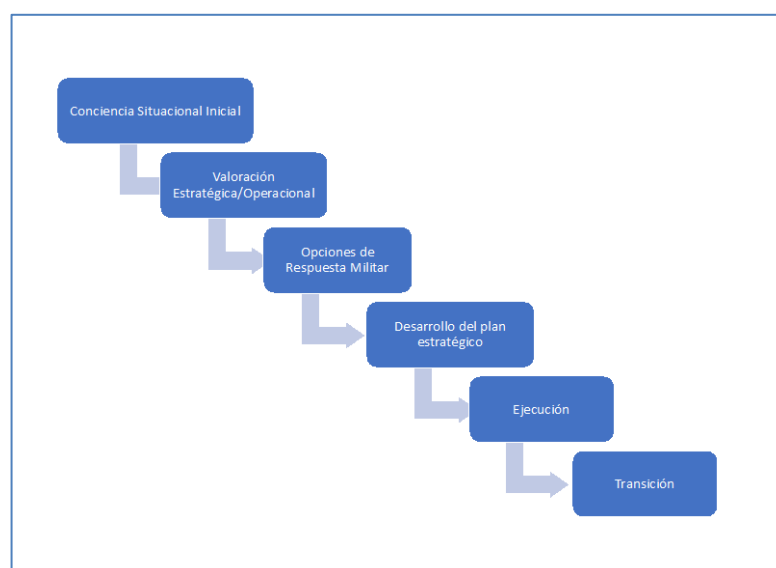 Conciencia Situacional Inicial
Valoración
Estratégica/Operacional
Opciones de
Respuesta Militar
Desarrollo del plan
estratégico
Ejecución
Transición